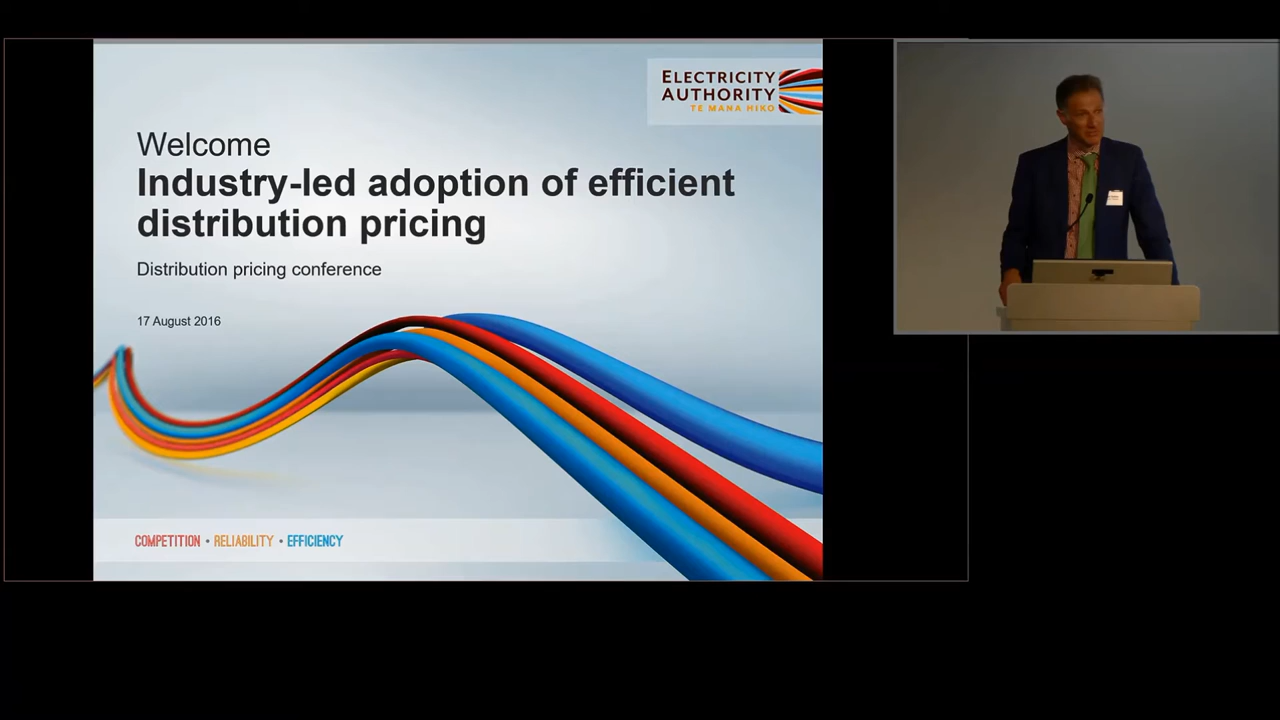 ELECTRICITY
AUTHORITY
TE MANA HIKO
Welcome
Industry-led adoption of efficient
distribution pricing
Distribution pricing conference
17 August 2016
COMPETITION • RELIABILITY • EFFICIENCY